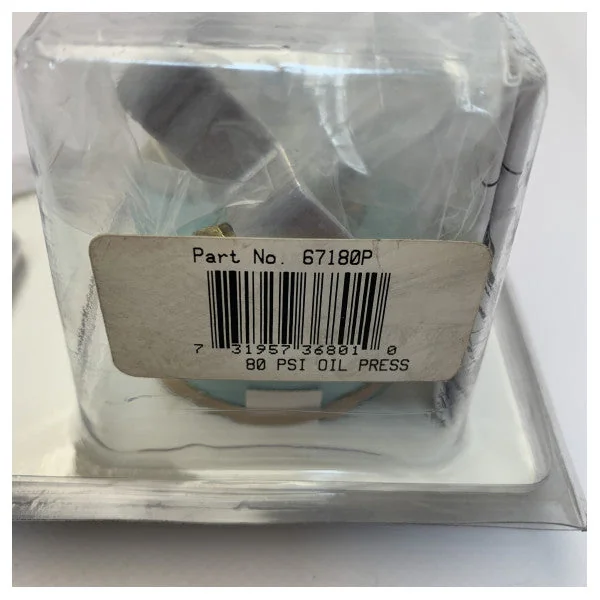 Part No. 67180P
7 31957 36801 0
80 PSI OIL PRESS